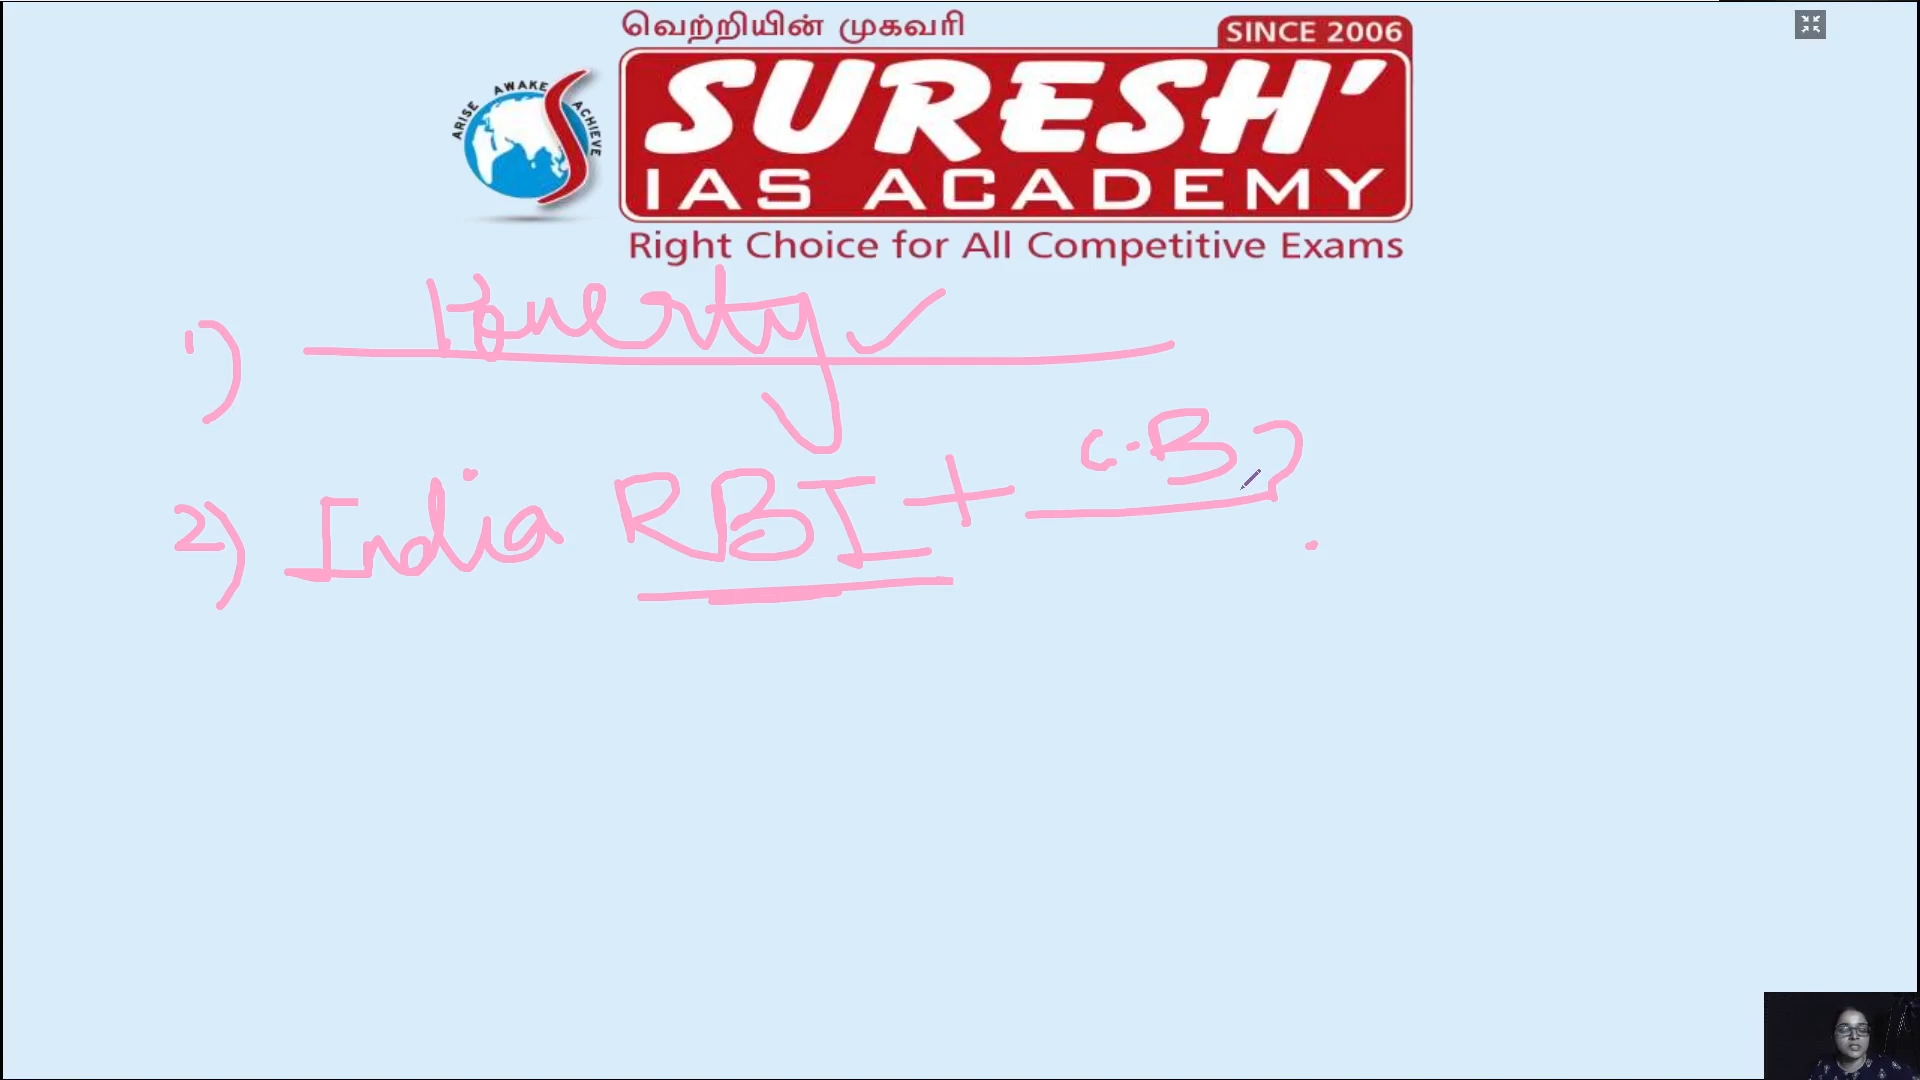 வெற்றியின் முகவரி
SINCE 2006
ARISE AWAKE ACHIEVE
SURESH'
IAS ACADEMY
Right Choice for All Competitive Exams
1) Poverty
2) India RBI + C.B?